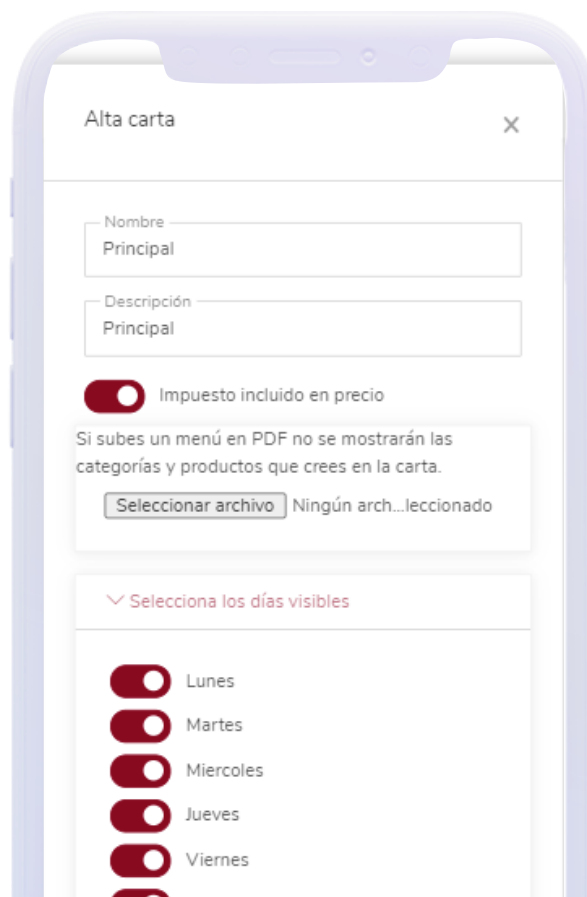 Alta carta
Nombre
Principal
Descripción
Principal
Impuesto incluido en precio
Si subes un menú en PDF no se mostrarán las
categorías y productos que crees en la carta.
Seleccionar archivo Ningún arch...leccionado
Selecciona los días visibles
Lunes
Martes
Miercoles
Jueves
Viernes